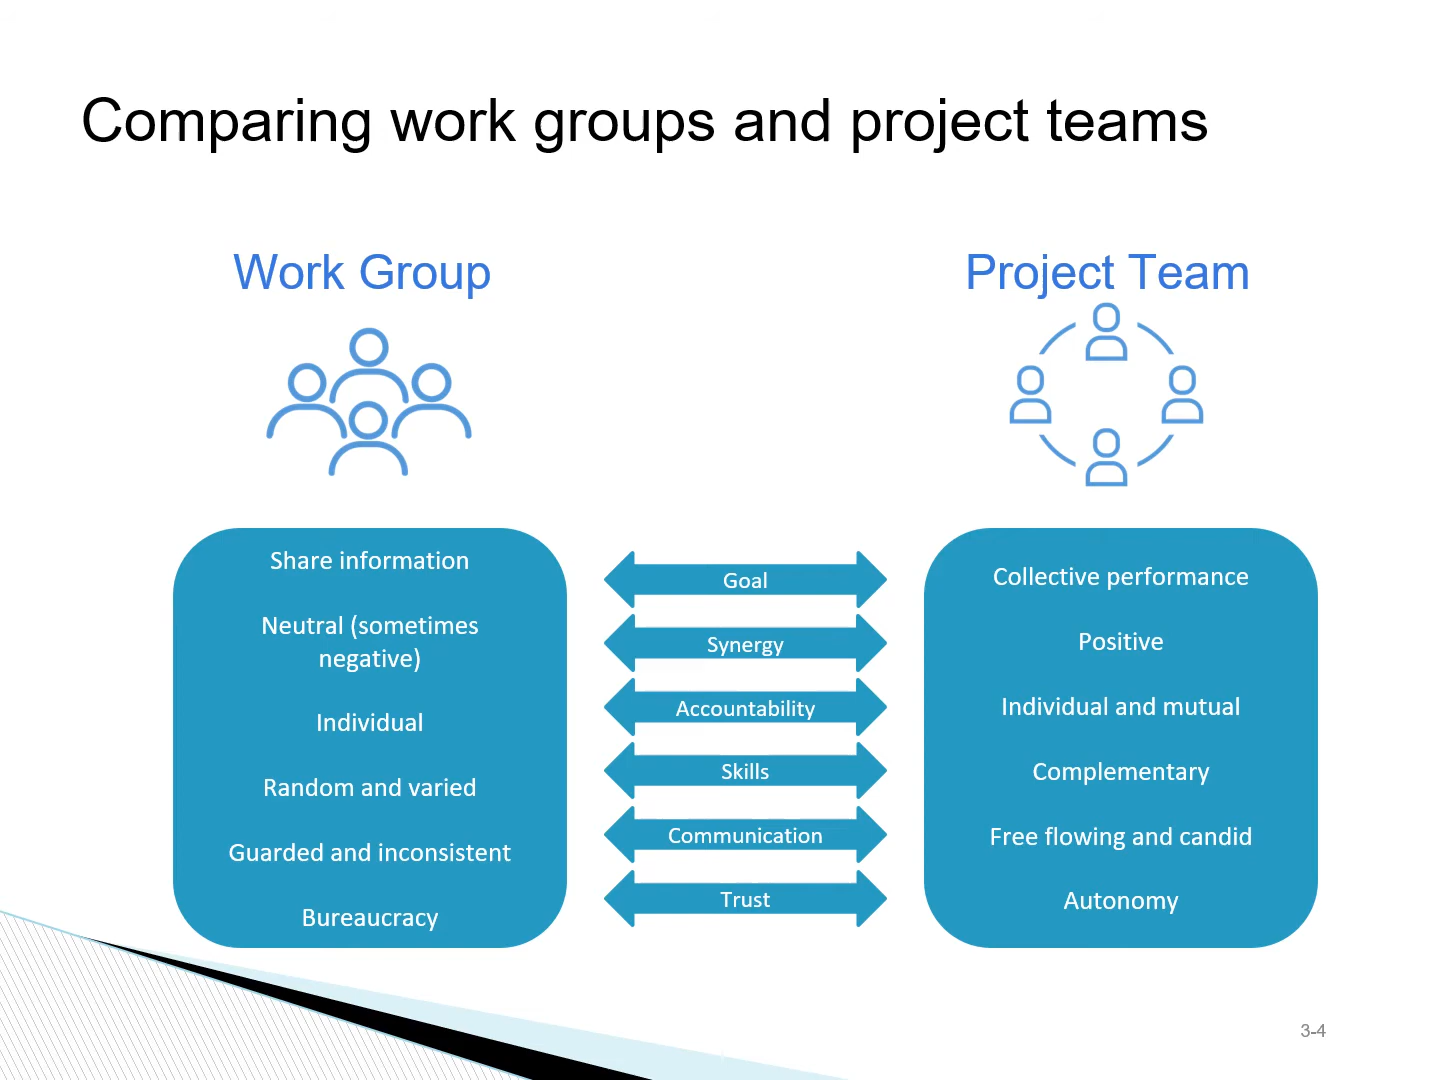 Comparing work groups and project teams
Work Group
Project Team
Share information
Neutral (sometimes
negative)
Individual
Random and varied
Guarded and inconsistent
Bureaucracy
Goal
Synergy
Accountability
Skills
Communication
Trust
Collective performance
Positive
Individual and mutual
Complementary
Free flowing and candid
Autonomy
3-4